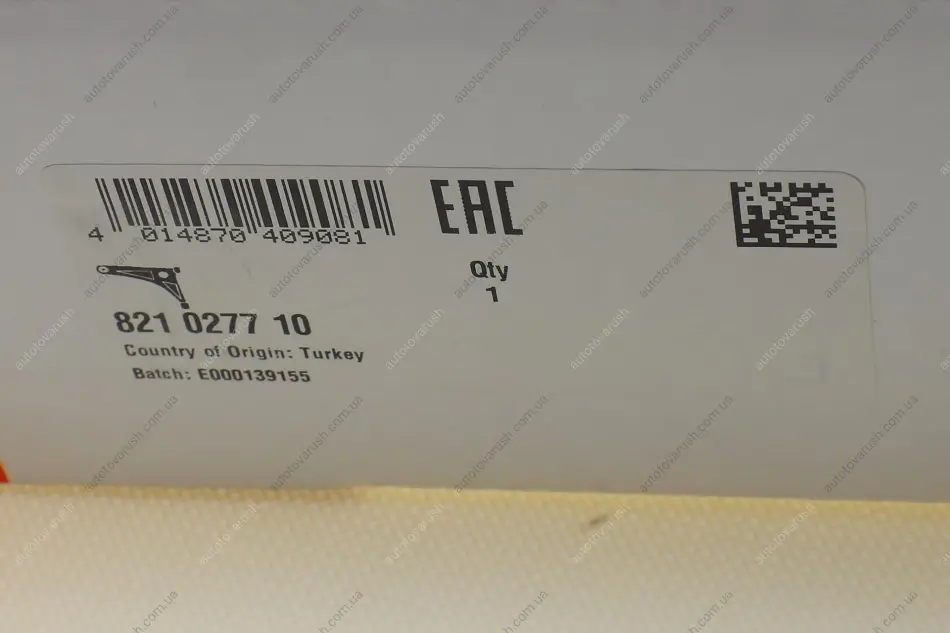 4 014870 409081
EAC
Qty
1
821 0277 10
Country of Origin: Turkey
Batch: E000139155
autotovarush.com.ua